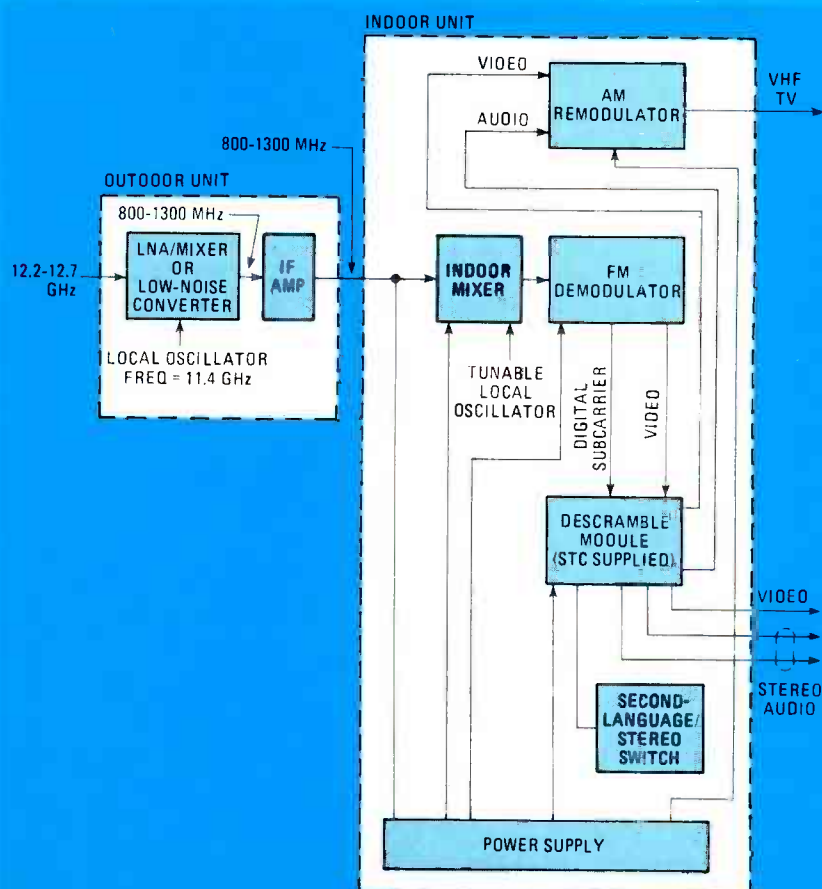 INDOOR UNIT
VIDEO
AM
REMODULATOR
VHF
TV
AUDIO
800-1300 MHz
OUTDOOR UNIT
800-1300 MHz
12.2-12.7
GHz
LNA/MIXER
OR
LOW-NOISE
CONVERTER
IF
AMP
INDOOR
MIXER
FM
DEMODULATOR
LOCAL OSCILLATOR
FREQ = 11.4 GHz
TUNABLE
LOCAL
OSCILLATOR
DIGITAL
SUBCARRIER
VIDEO
DESCRAMBLE
MODULE
(STC SUPPLIED)
VIDEO
STEREO
AUDIO
SECOND-
LANGUAGE/
STEREO
SWITCH
POWER SUPPLY